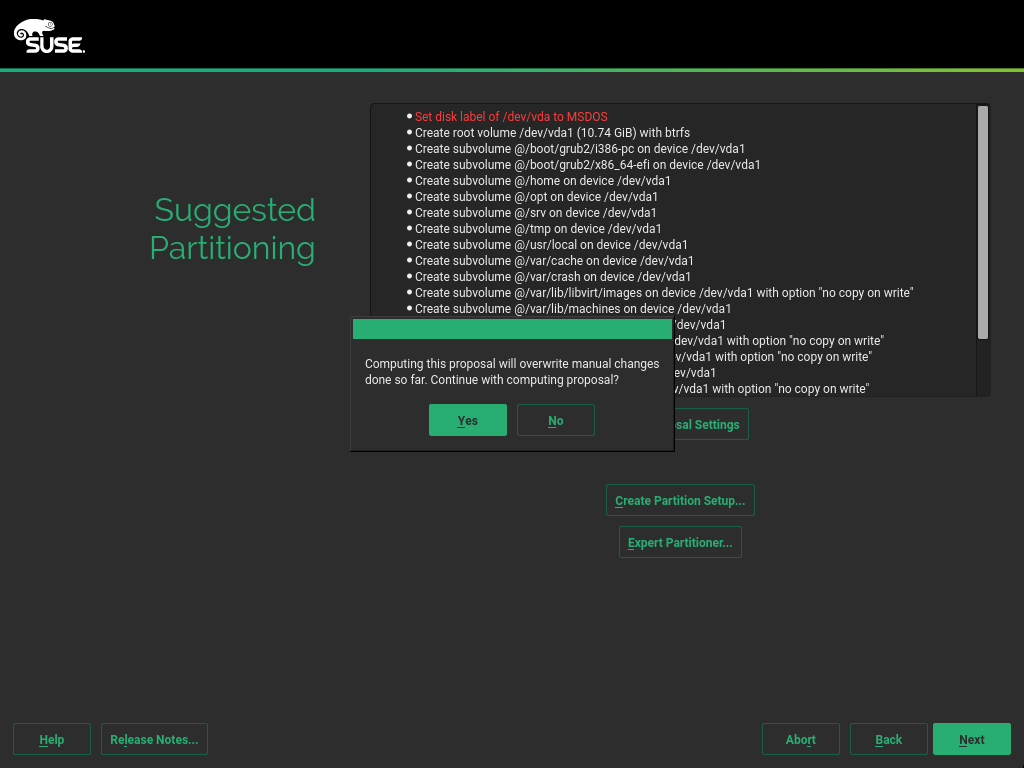 SUSE.
Suggested
Partitioning
Set disk label of /dev/vda to MSDOS
Create root volume /dev/vda1 (10.74 GiB) with btrfs
Create subvolume @/boot/grub2/i386-pc on device /dev/vda1
Create subvolume @/boot/grub2/x86_64-efi on device /dev/vda1
Create subvolume @/home on device /dev/vda1
Create subvolume @/opt on device /dev/vda1
Create subvolume @/srv on device /dev/vda1
Create subvolume @/tmp on device /dev/vda1
Create subvolume @/usr/local on device /dev/vda1
Create subvolume @/var/cache on device /dev/vda1
Create subvolume @/var/crash on device /dev/vda1
Create subvolume @/var/lib/libvirt/images on device /dev/vda1 with option "no copy on write"
Create subvolume @/var/lib/machines on device /dev/vda1
/dev/vda1
dev/vda1 with option "no copy on write"
v/vda1 with option "no copy on write"
ev/vda1
v/vda1 with option "no copy on write"
Computing this proposal will overwrite manual changes
done so far. Continue with computing proposal?
Yes No
sal Settings
Create Partition Setup...
Expert Partitioner...
Help Release Notes... Abort Back Next